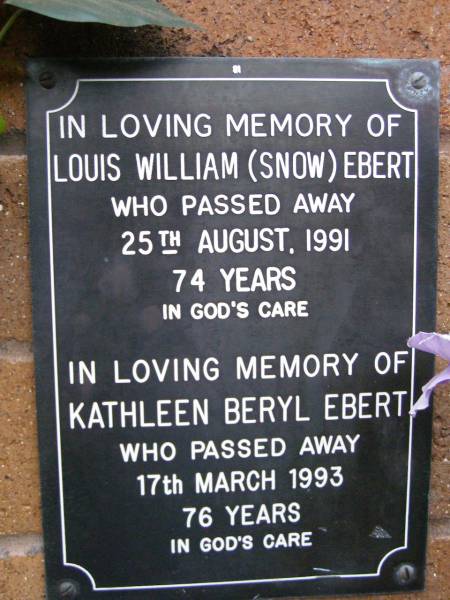 IN LOVING MEMORY OF
LOUIS WILLIAM (SNOW) EBERT
WHO PASSED AWAY
25TH AUGUST, 1991
74 YEARS
IN GOD'S CARE
IN LOVING MEMORY OF
KATHLEEN BERYL EBERT
WHO PASSED AWAY
17th MARCH 1993
76 YEARS
IN GOD'S CARE